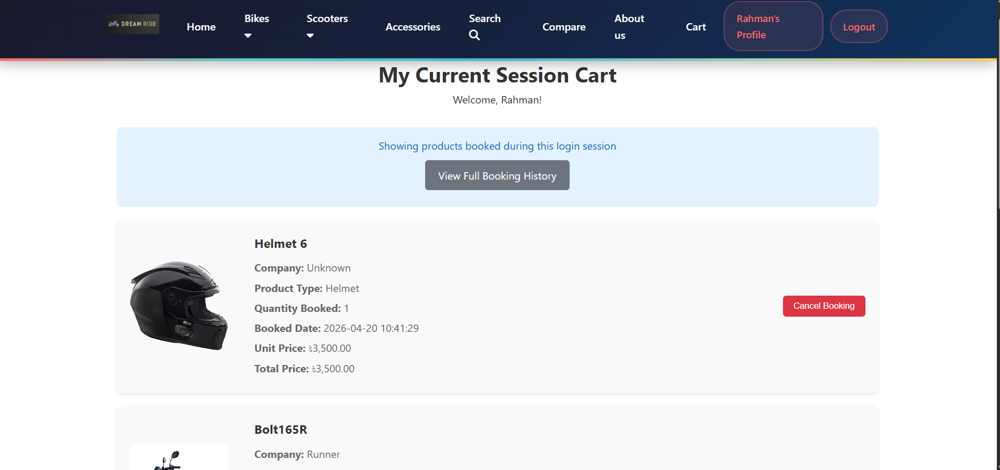 DREAM RIDE
Home
Bikes
Scooters
Accessories
Search
Compare
About
us
Cart
Rahman's
Profile
Logout
My Current Session Cart
Welcome, Rahman!
Showing products booked during this login session
View Full Booking History
Helmet 6
Company: Unknown
Product Type: Helmet
Quantity Booked: 1
Booked Date: 2026-04-20 10:41:29
Unit Price: ৳3,500.00
Total Price: ৳3,500.00
Cancel Booking
Bolt165R
Company: Runner